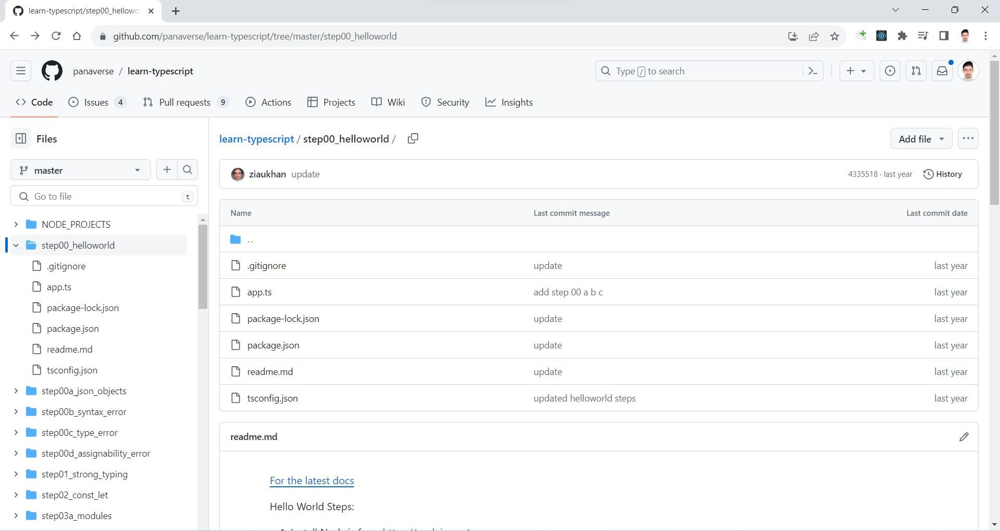 learn-typescript/step00_hellowo
github.com/panaverse/learn-typescript/tree/master/step00_helloworld
panaverse / learn-typescript
Type / to search
Code
Issues 4
Pull requests 9
Actions
Projects
Wiki
Security
Insights
Files
master
Go to file
t
NODE_PROJECTS
step00_helloworld
.gitignore
app.ts
package-lock.json
package.json
readme.md
tsconfig.json
step00a_json_objects
step00b_syntax_error
step00c_type_error
step00d_assignability_error
step01_strong_typing
step02_const_let
step03a_modules
learn-typescript / step00_helloworld /
Add file
ziaukhan update
4335518 · last year
History
Name Last commit message Last commit date
..
.gitignore update last year
app.ts add step 00 a b c last year
package-lock.json update last year
package.json update last year
readme.md update last year
tsconfig.json updated helloworld steps last year
readme.md
For the latest docs
Hello World Steps: